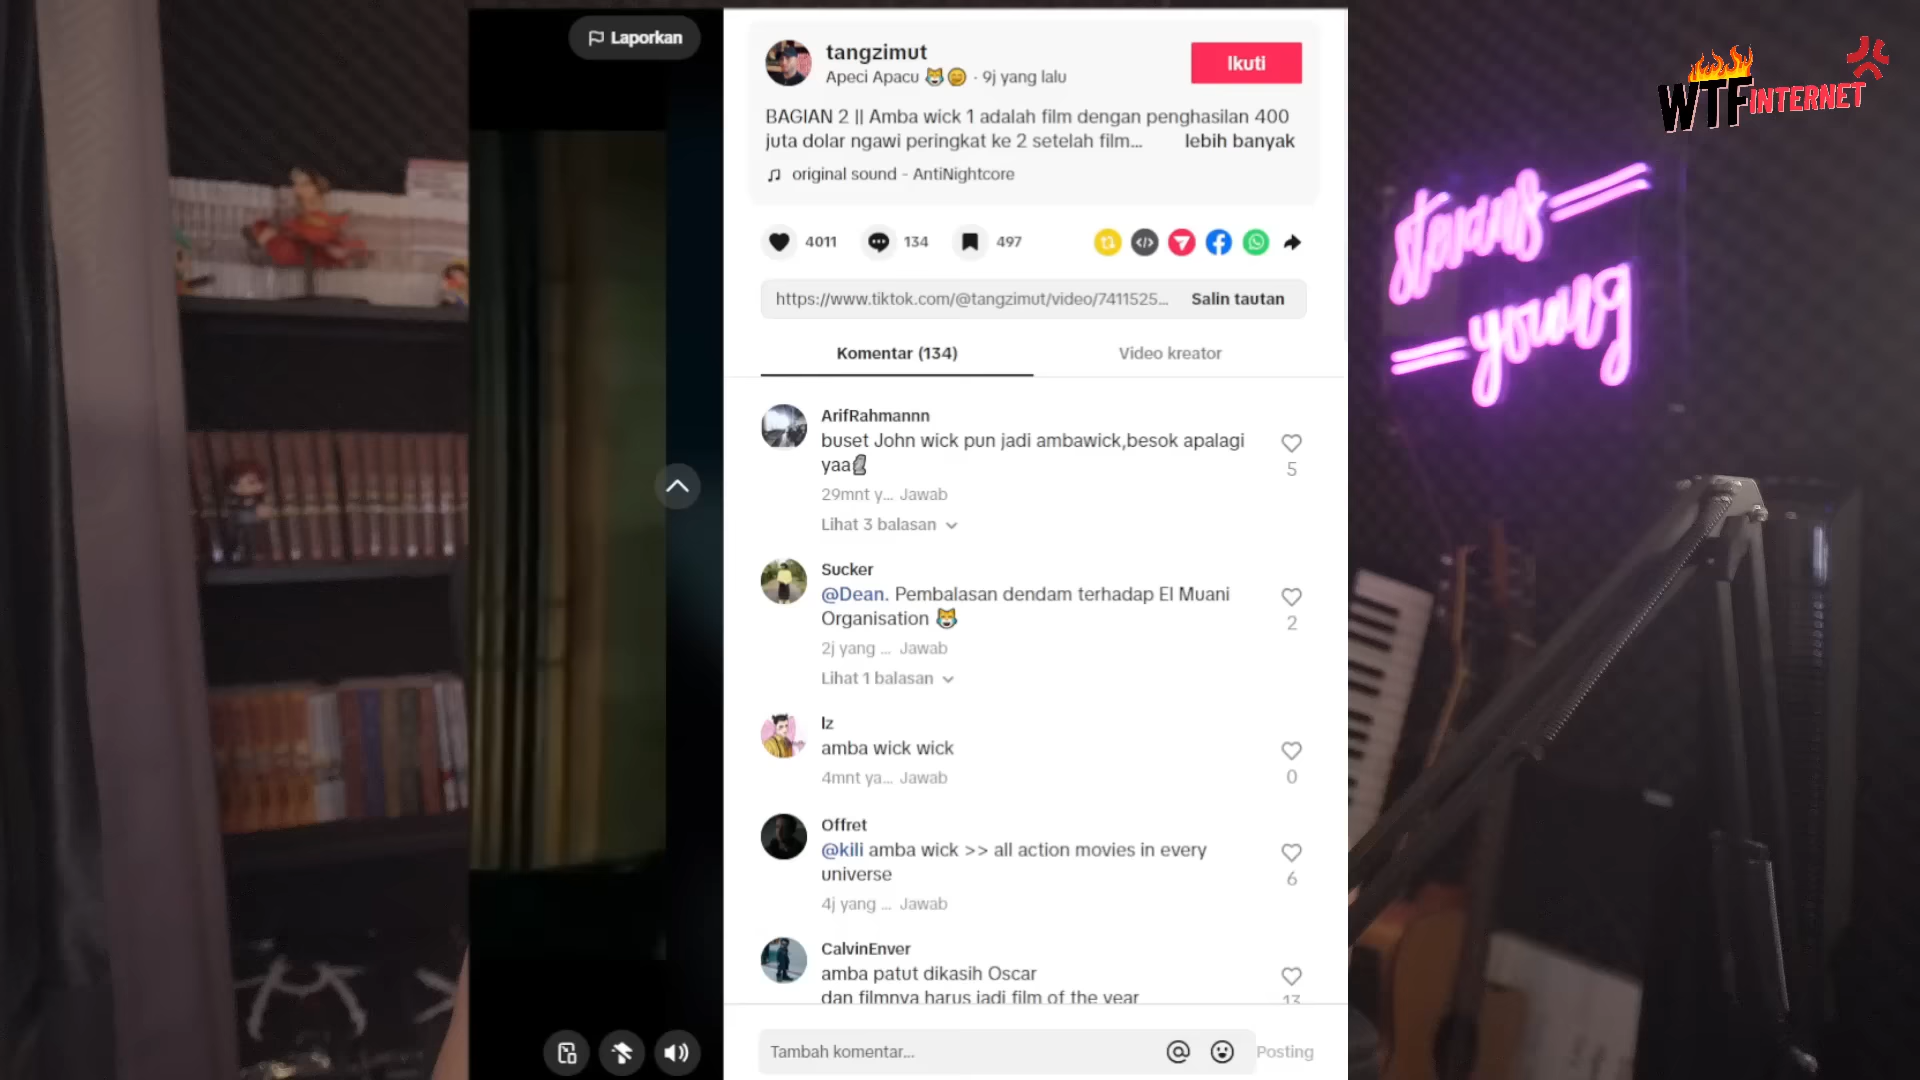 Laporkan
tangzimut
Apeci Apacu 😹😊 · 9j yang lalu
Ikuti
BAGIAN 2 || Amba wick 1 adalah film dengan penghasilan 400
juta dolar ngawi peringkat ke 2 setelah film... lebih banyak
original sound - AntiNightcore
4011 134 497
https://www.tiktok.com/@tangzimut/video/7411525... Salin tautan
Komentar (134) Video kreator
ArifRahmannn
buset John wick pun jadi ambawick,besok apalagi
yaa🗿
5
29mnt y... Jawab
Lihat 3 balasan
Sucker
@Dean. Pembalasan dendam terhadap El Muani
Organisation 😹
2
2j yang ... Jawab
Lihat 1 balasan
Iz
amba wick wick
0
4mnt ya... Jawab
Offret
@kili amba wick >> all action movies in every
universe
6
4j yang ... Jawab
CalvinEnver
amba patut dikasih Oscar
dan filmnya harus jadi film of the year
13
Tambah komentar... @ Posting
WTF INTERNET
young